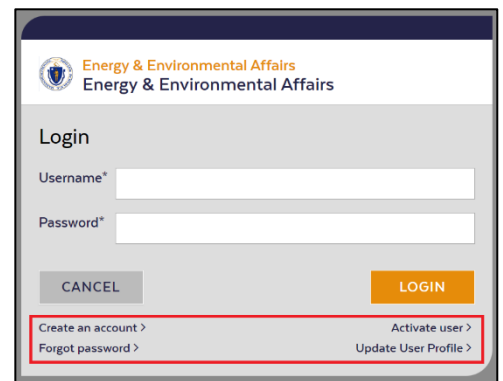 Energy & Environmental Affairs
Energy & Environmental Affairs
Login
Username*
Password*
CANCEL
LOGIN
Create an account >
Activate user >
Forgot password >
Update User Profile >